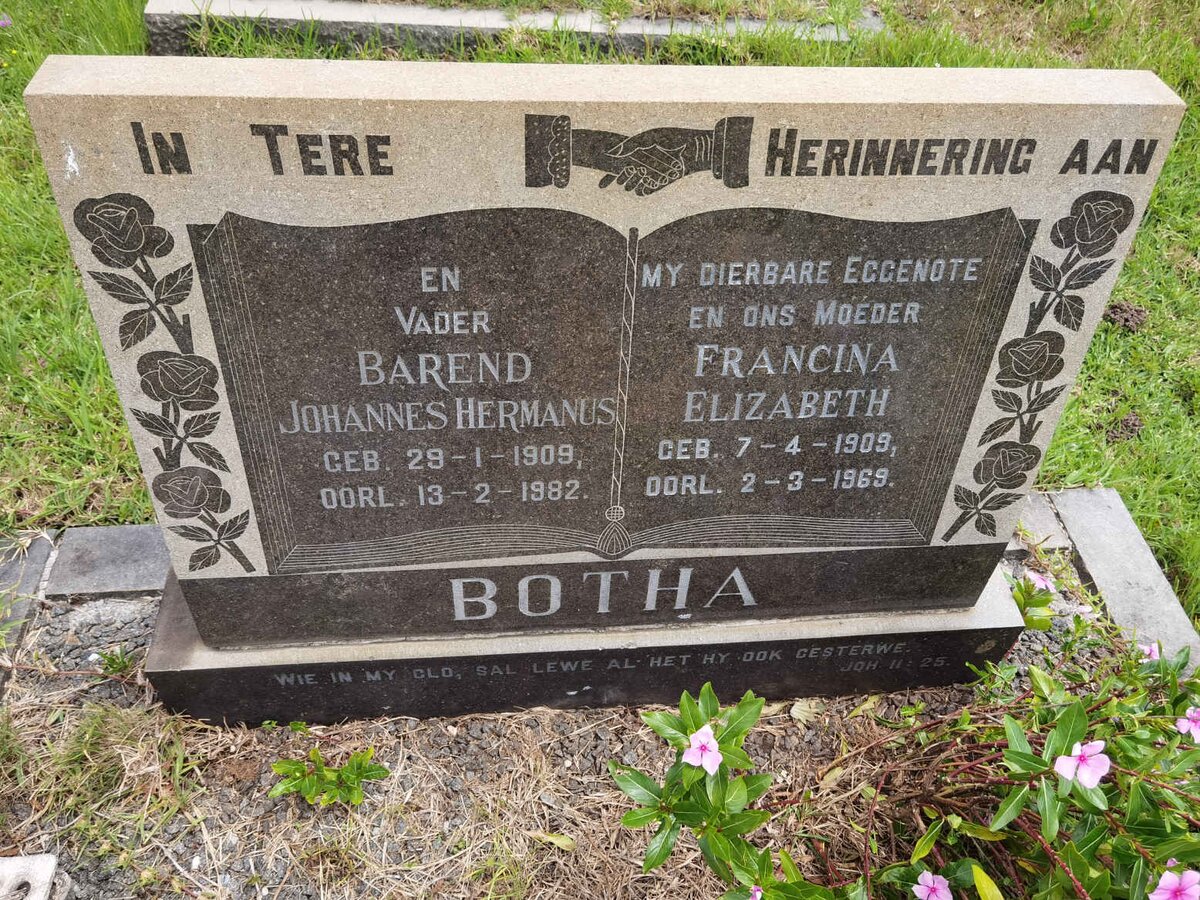 IN TERE HERINNERING AAN
EN
VADER
BAREND
JOHANNES HERMANUS
GEB. 29-1-1909,
OORL. 13-2-1982.
MY DIERBARE EGGENOTE
EN ONS MOEDER
FRANCINA
ELIZABETH
GEB. 7-4-1909,
OORL. 2-3-1969.
BOTHA
WIE IN MY GLO, SAL LEWE AL HET HY OOK GESTERWE.
JOH. 11:25.